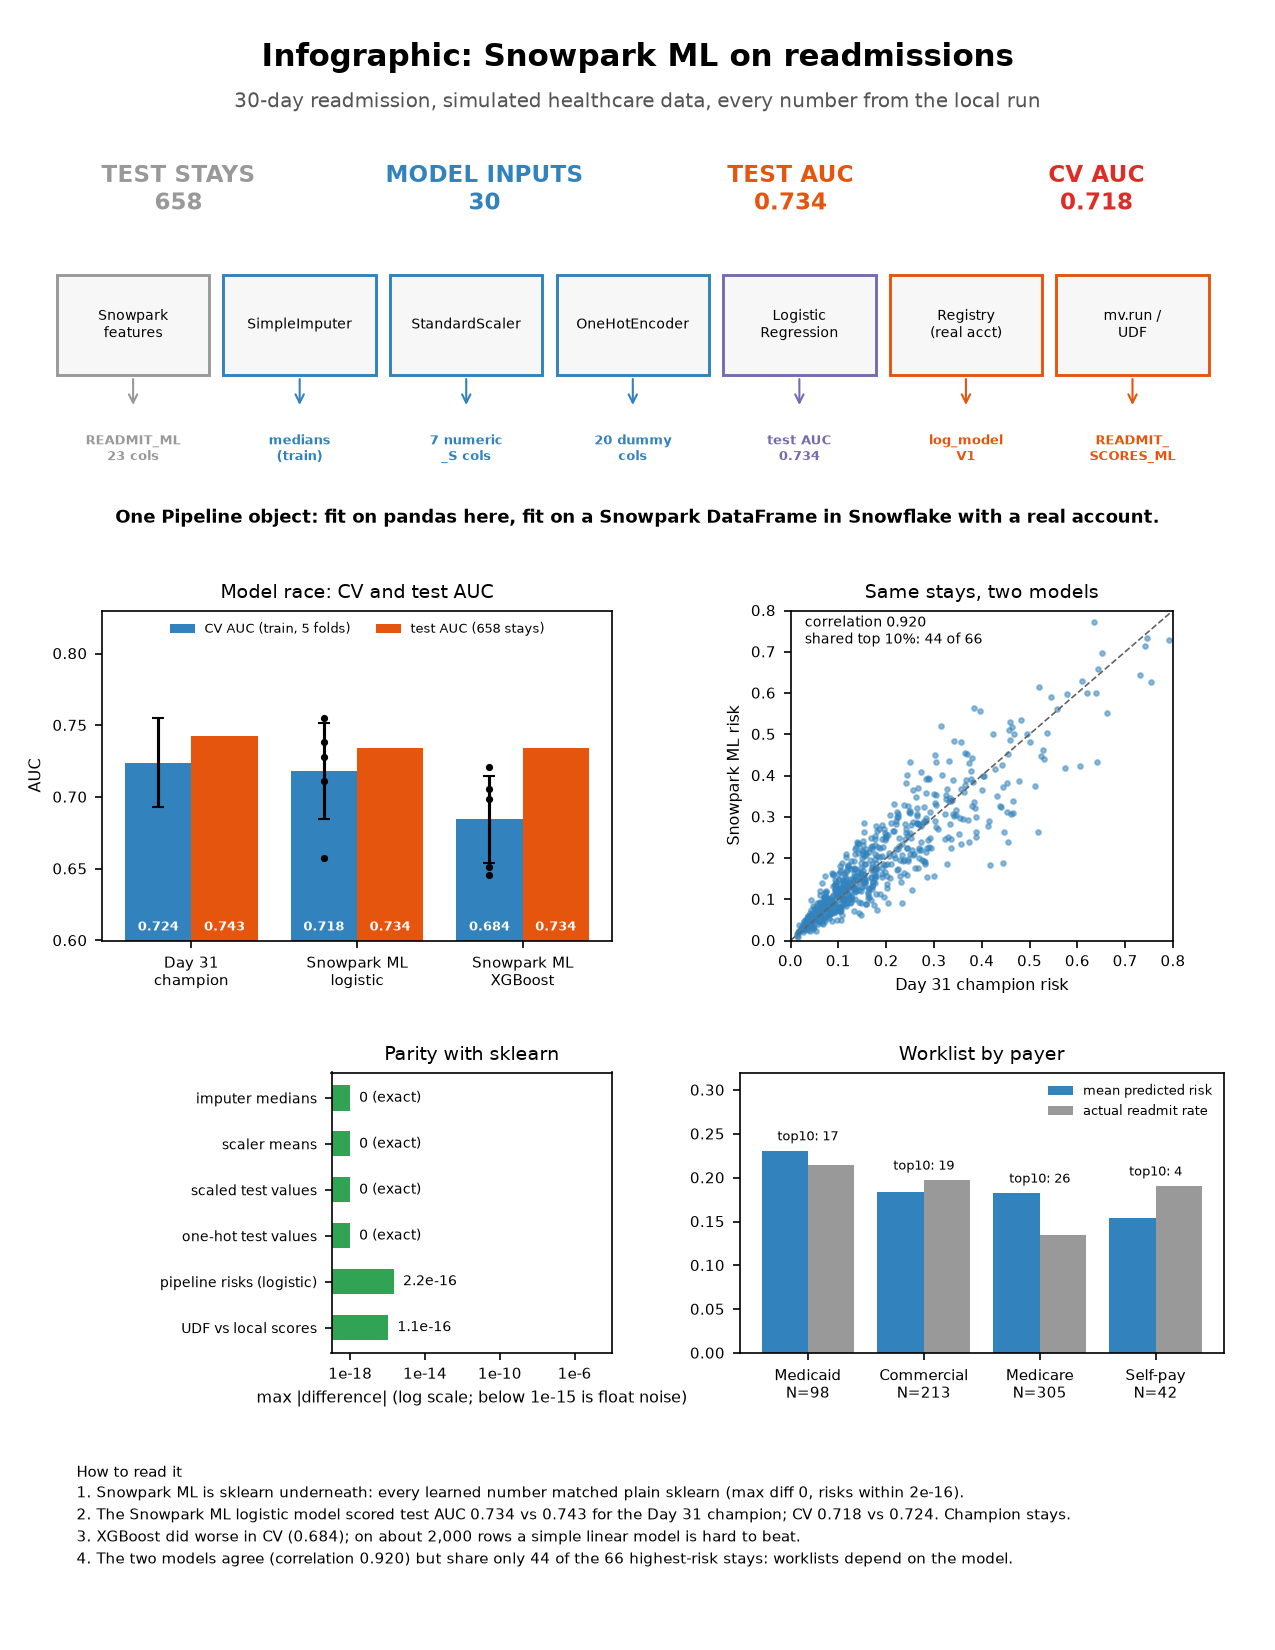 Infographic: Snowpark ML on readmissions
30-day readmission, simulated healthcare data, every number from the local run
TEST STAYS
658
MODEL INPUTS
30
TEST AUC
0.734
CV AUC
0.718
Snowpark
features
SimpleImputer
StandardScaler
OneHotEncoder
Logistic
Regression
Registry
(real acct)
mv.run /
UDF
READMIT_ML
23 cols
medians
(train)
7 numeric
_S cols
20 dummy
cols
test AUC
0.734
log_model
V1
READMIT_
SCORES_ML
One Pipeline object: fit on pandas here, fit on a Snowpark DataFrame in Snowflake with a real account.
Model race: CV and test AUC
CV AUC (train, 5 folds)
test AUC (658 stays)
AUC
0.80
0.75
0.70
0.65
0.60
0.724
0.743
0.718
0.734
0.684
0.734
Day 31
champion
Snowpark ML
logistic
Snowpark ML
XGBoost
Same stays, two models
correlation 0.920
shared top 10%: 44 of 66
Snowpark ML risk
0.8
0.7
0.6
0.5
0.4
0.3
0.2
0.1
0.0
0.0 0.1 0.2 0.3 0.4 0.5 0.6 0.7 0.8
Day 31 champion risk
Parity with sklearn
imputer medians
0 (exact)
scaler means
0 (exact)
scaled test values
0 (exact)
one-hot test values
0 (exact)
pipeline risks (logistic)
2.2e-16
UDF vs local scores
1.1e-16
1e-18 1e-14 1e-10 1e-6
max |difference| (log scale; below 1e-15 is float noise)
Worklist by payer
mean predicted risk
actual readmit rate
0.30
0.25
0.20
0.15
0.10
0.05
0.00
top10: 17
top10: 19
top10: 26
top10: 4
Medicaid
N=98
Commercial
N=213
Medicare
N=305
Self-pay
N=42
How to read it
1. Snowpark ML is sklearn underneath: every learned number matched plain sklearn (max diff 0, risks within 2e-16).
2. The Snowpark ML logistic model scored test AUC 0.734 vs 0.743 for the Day 31 champion; CV 0.718 vs 0.724. Champion stays.
3. XGBoost did worse in CV (0.684); on about 2,000 rows a simple linear model is hard to beat.
4. The two models agree (correlation 0.920) but share only 44 of the 66 highest-risk stays: worklists depend on the model.